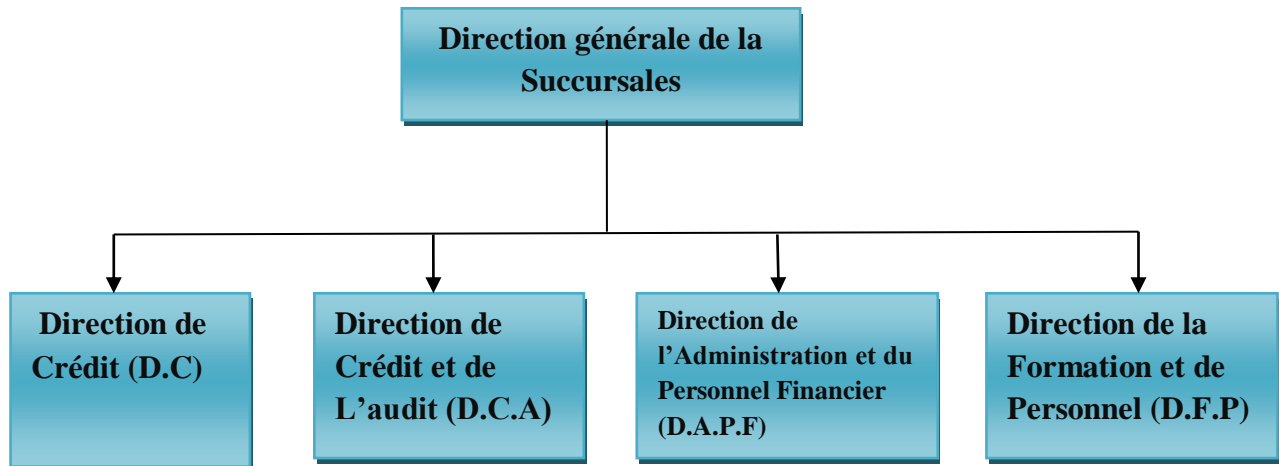 Direction générale de la
Succursales
Direction de
Crédit (D.C)
Direction de
Crédit et de
L’audit (D.C.A)
Direction de
l’Administration et du
Personnel Financier
(D.A.P.F)
Direction de la
Formation et de
Personnel (D.F.P)